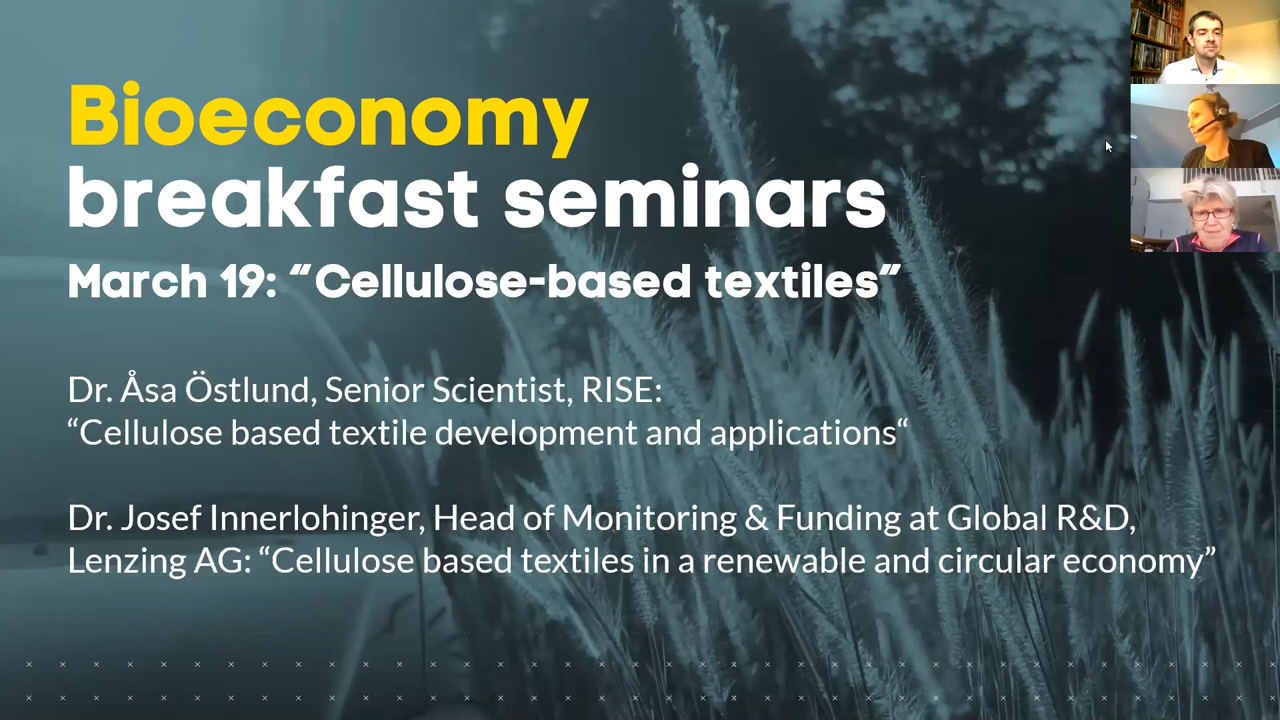 Bioeconomy
breakfast seminars
March 19: “Cellulose-based textiles”
Dr. Åsa Östlund, Senior Scientist, RISE:
“Cellulose based textile development and applications“
Dr. Josef Innerlohinger, Head of Monitoring & Funding at Global R&D,
Lenzing AG: “Cellulose based textiles in a renewable and circular economy”